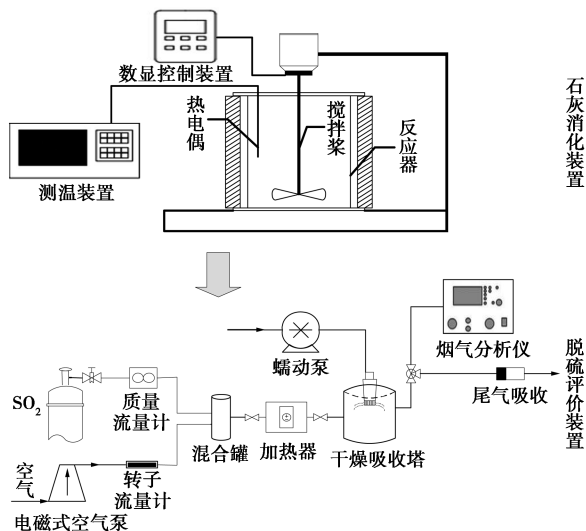 数显控制装置
热电偶
搅拌桨
反应器
测温装置
石灰消化装置
蠕动泵
烟气分析仪
SO2
质量
流量计
混合罐
加热器
干燥吸收塔
尾气吸收
脱硫评价装置
空气
转子
流量计
电磁式空气泵